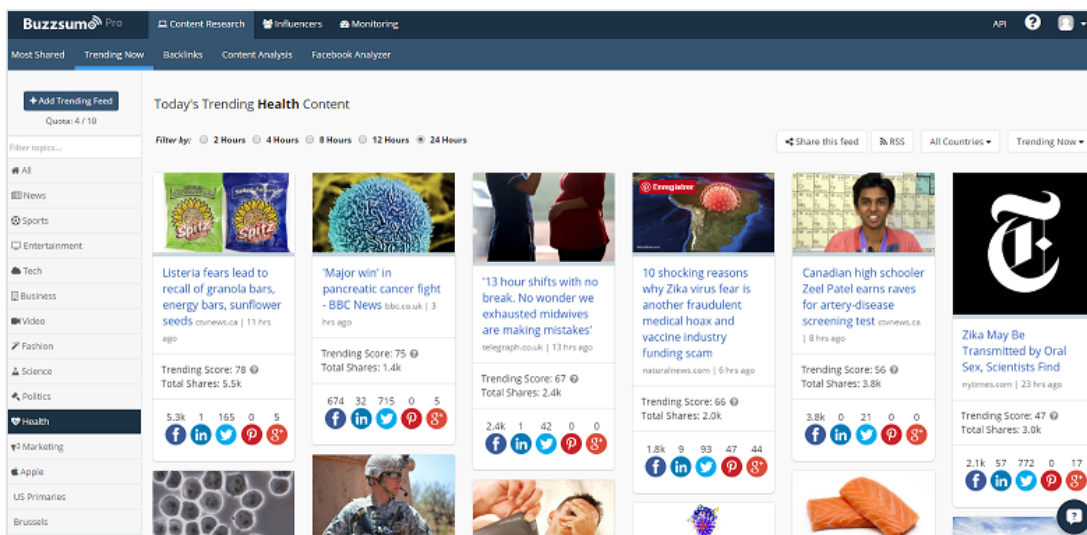 Buzzsumo Pro
Content Research
Influencers
Monitoring
API
?
Most Shared
Trending Now
Backlinks
Content Analysis
Facebook Analyzer
+ Add Trending Feed
Quota: 4 / 10
Filter topics...
All
News
Sports
Entertainment
Tech
Business
Video
Fashion
Science
Politics
Health
Marketing
Apple
US Primaries
Brussels
Today's Trending Health Content
Filter by: 2 Hours 4 Hours 8 Hours 12 Hours 24 Hours
Share this feed
RSS
All Countries
Trending Now
Spitz
Spitz
Listeria fears lead to
recall of granola bars,
energy bars, sunflower
seeds ctvnews.ca | 11 hrs
ago
Trending Score: 78
Total Shares: 5.5k
5.3k 1 165 0 5
'Major win' in
pancreatic cancer fight
- BBC News bbc.co.uk | 3
hrs ago
Trending Score: 75
Total Shares: 1.4k
674 32 715 0 5
'13 hour shifts with no
break. No wonder we
exhausted midwives
are making mistakes'
telegraph.co.uk | 13 hrs ago
Trending Score: 67
Total Shares: 2.4k
2.4k 1 42 0 0
Enregistrer
10 shocking reasons
why Zika virus fear is
another fraudulent
medical hoax and
vaccine industry
funding scam
naturalnews.com | 6 hrs ago
Trending Score: 66
Total Shares: 2.0k
1.8k 9 93 47 44
Canadian high schooler
Zeel Patel earns raves
for artery-disease
screening test ctvnews.ca
| 8 hrs ago
Trending Score: 56
Total Shares: 3.8k
3.8k 0 21 0 0
Zika May Be
Transmitted by Oral
Sex, Scientists Find
nytimes.com | 23 hrs ago
Trending Score: 47
Total Shares: 3.0k
2.1k 57 772 0 17